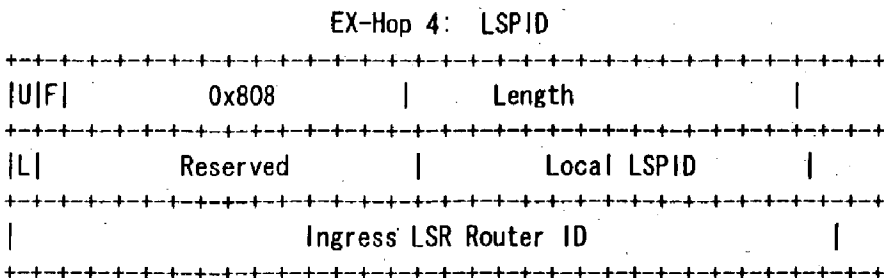 EX-Hop 4: LSPID
+-+-+-+-+-+-+-+-+-+-+-+-+-+-+-+-+-+-+-+-+-+-+-+-+-+-+-+-+-+-+-+-+
|U|F| 0x808 | Length |
+-+-+-+-+-+-+-+-+-+-+-+-+-+-+-+-+-+-+-+-+-+-+-+-+-+-+-+-+-+-+-+-+
|L| Reserved | Local LSPID |
+-+-+-+-+-+-+-+-+-+-+-+-+-+-+-+-+-+-+-+-+-+-+-+-+-+-+-+-+-+-+-+-+
| Ingress LSR Router ID |
+-+-+-+-+-+-+-+-+-+-+-+-+-+-+-+-+-+-+-+-+-+-+-+-+-+-+-+-+-+-+-+-+